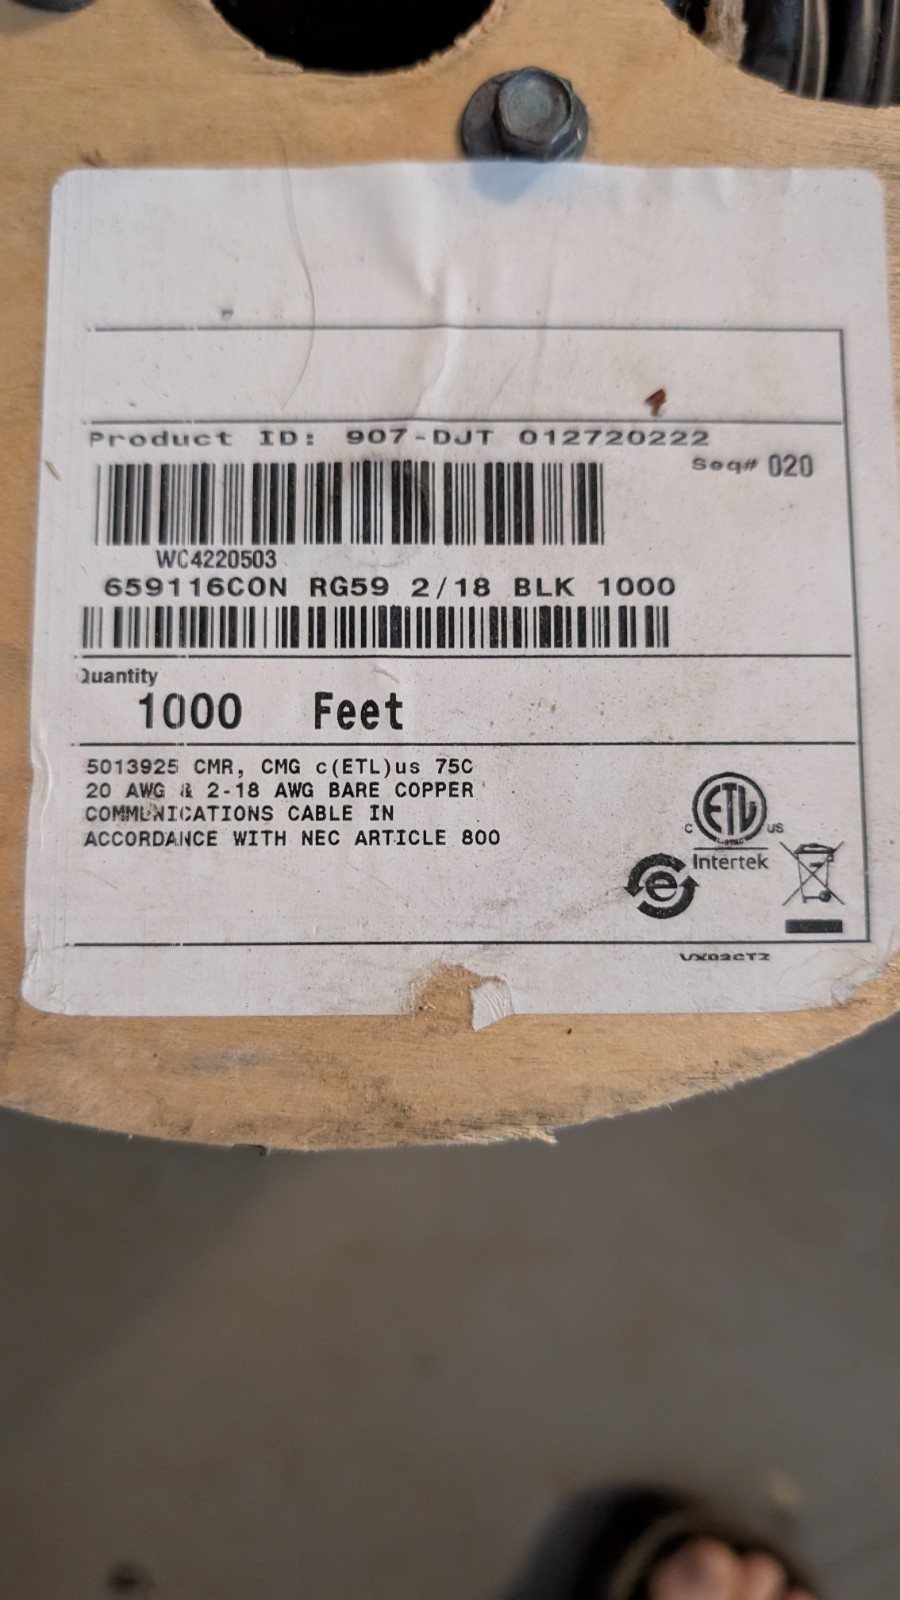 Product ID: 907-DJT 012720222
Seq# 020
WC4220503
659116CON RG59 2/18 BLK 1000
Quantity
1000 Feet
5013925 CMR, CMG c(ETL)us 75C
20 AWG & 2-18 AWG BARE COPPER
COMMUNICATIONS CABLE IN
ACCORDANCE WITH NEC ARTICLE 800
ETL
C US
Intertek
e